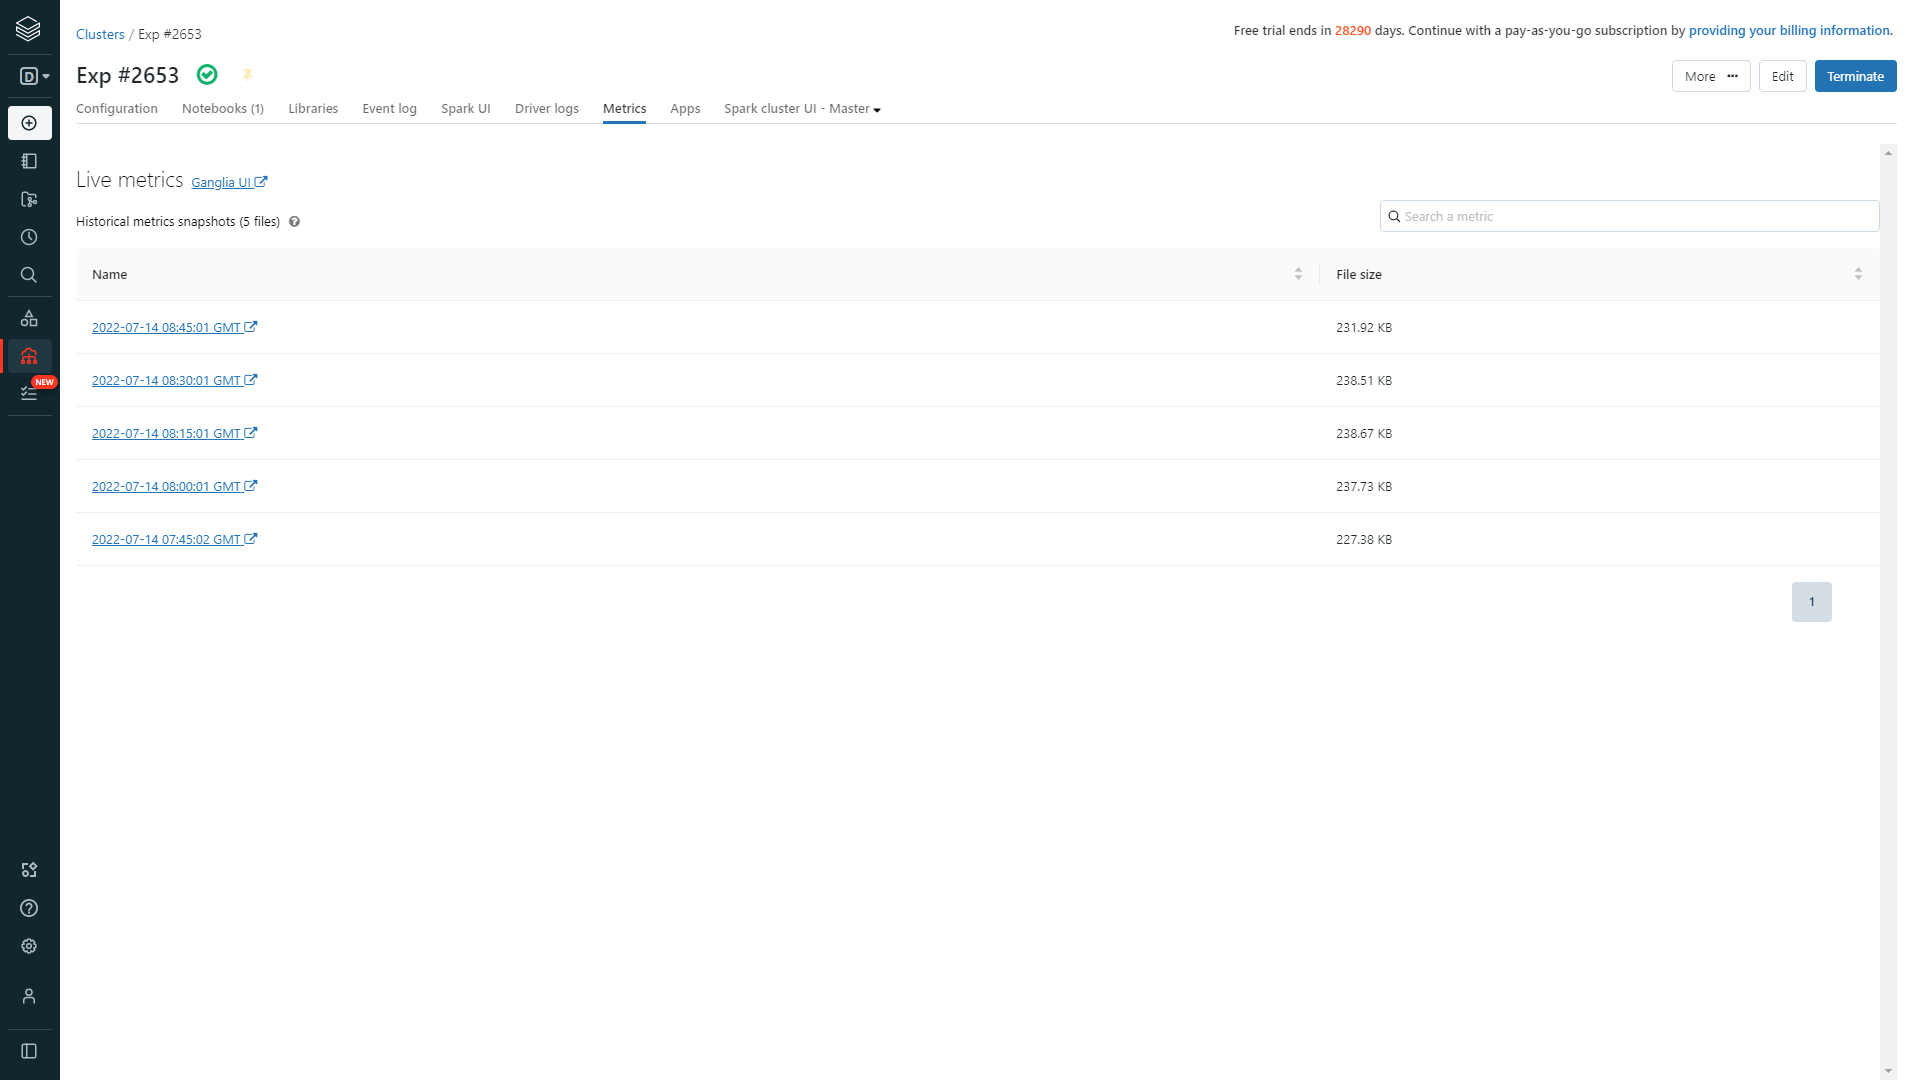 Clusters / Exp #2653
Free trial ends in 28290 days. Continue with a pay-as-you-go subscription by providing your billing information.
D
Exp #2653
More ••• Edit Terminate
Configuration Notebooks (1) Libraries Event log Spark UI Driver logs Metrics Apps Spark cluster UI - Master
Live metrics Ganglia UI
Historical metrics snapshots (5 files) ?
Search a metric
Name File size
2022-07-14 08:45:01 GMT 231.92 KB
NEW
2022-07-14 08:30:01 GMT 238.51 KB
2022-07-14 08:15:01 GMT 238.67 KB
2022-07-14 08:00:01 GMT 237.73 KB
2022-07-14 07:45:02 GMT 227.38 KB
1